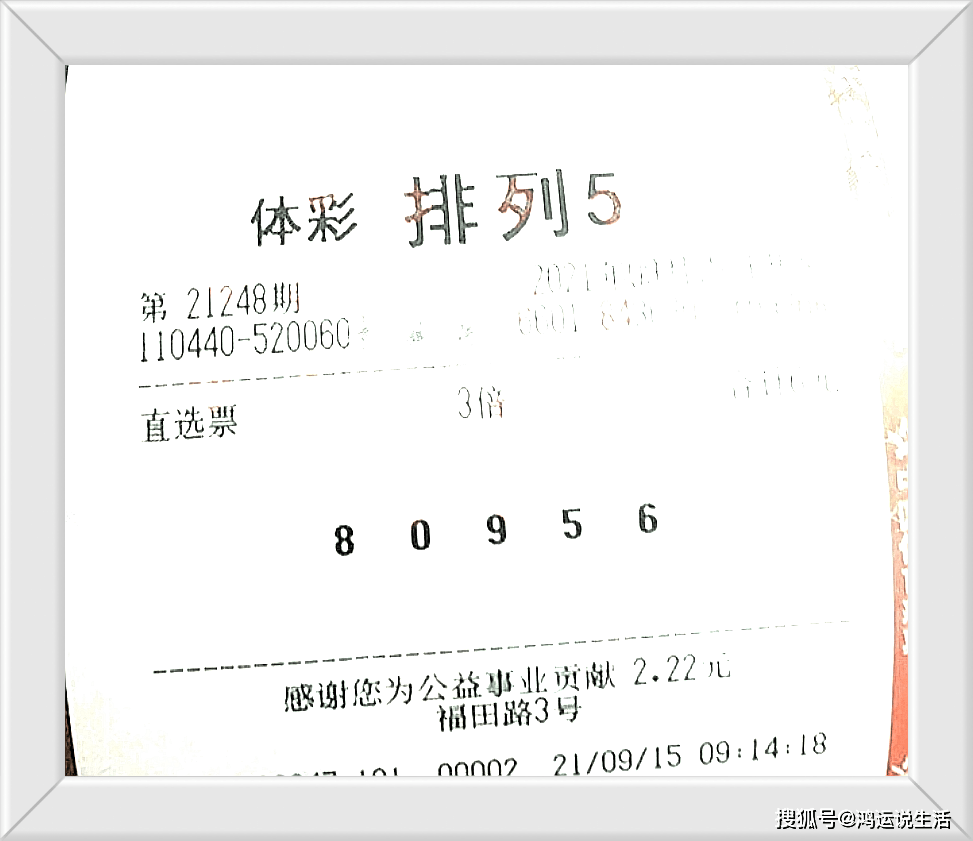 体彩 排列5
第 21248期
110440-520060
直选票 3倍
8 0 9 5 6
感谢您为公益事业贡献 2.22元
福田路3号
00002 21/09/15 09:14:18
搜狐号@鸿运说生活